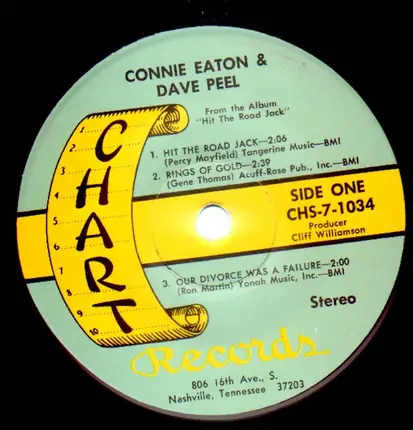 CONNIE EATON &
DAVE PEEL
From the Album
"Hit The Road Jack"
1. HIT THE ROAD JACK—2:06
(Percy Mayfield) Tangerine Music—BMI
2. RINGS OF GOLD—2:39
(Gene Thomas) Acuff-Rose Pub., Inc.—BMI
SIDE ONE
CHS-7-1034
Producer
Cliff Williamson
3. OUR DIVORCE WAS A FAILURE—2:00
(Ron Martin) Yonah Music, Inc.—BMI
Stereo
1
2
3
4
5
6
7
8
9
10
CHART
Records
806 16th Ave., S.
Nashville, Tennessee 37203